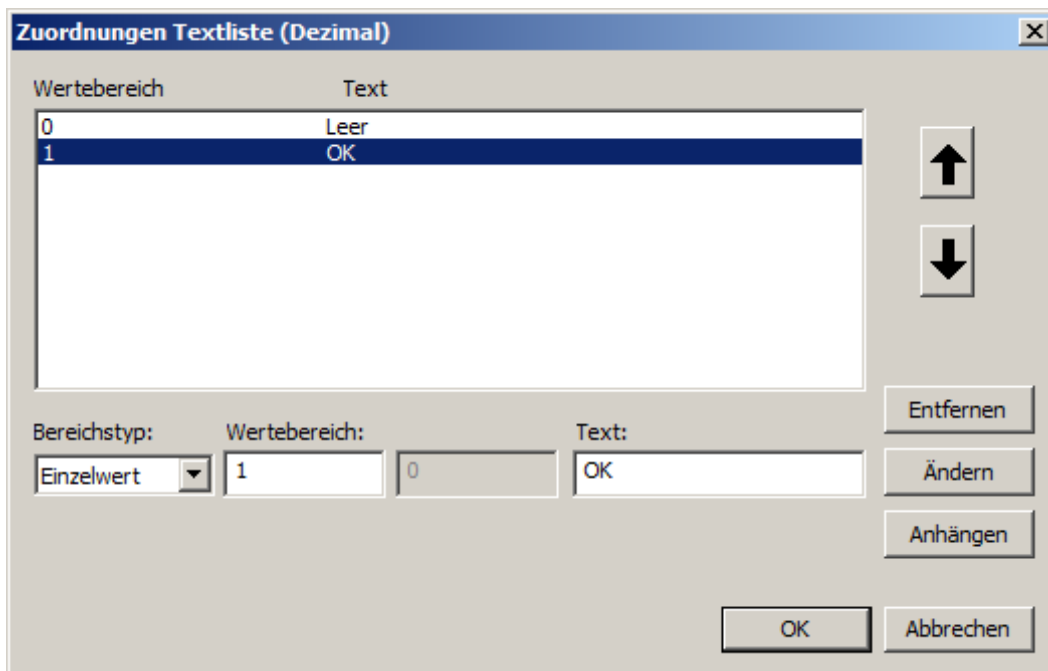 Zuordnungen Textliste (Dezimal)
Wertebereich Text
0 Leer
1 OK
Entfernen
Bereichstyp: Wertebereich: Text:
Einzelwert 1 0 OK Ändern
Anhängen
OK Abbrechen